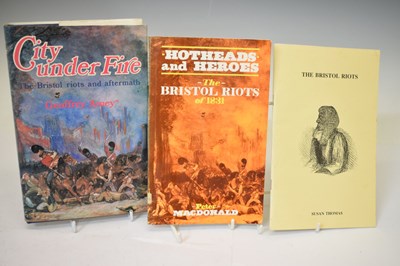 City
under Fire
The Bristol riots and aftermath
Geoffrey Amey
HOTHEADS
and HEROES
The
BRISTOL RIOTS
of 1831
Peter
MACDONALD
THE BRISTOL RIOTS
SUSAN THOMAS